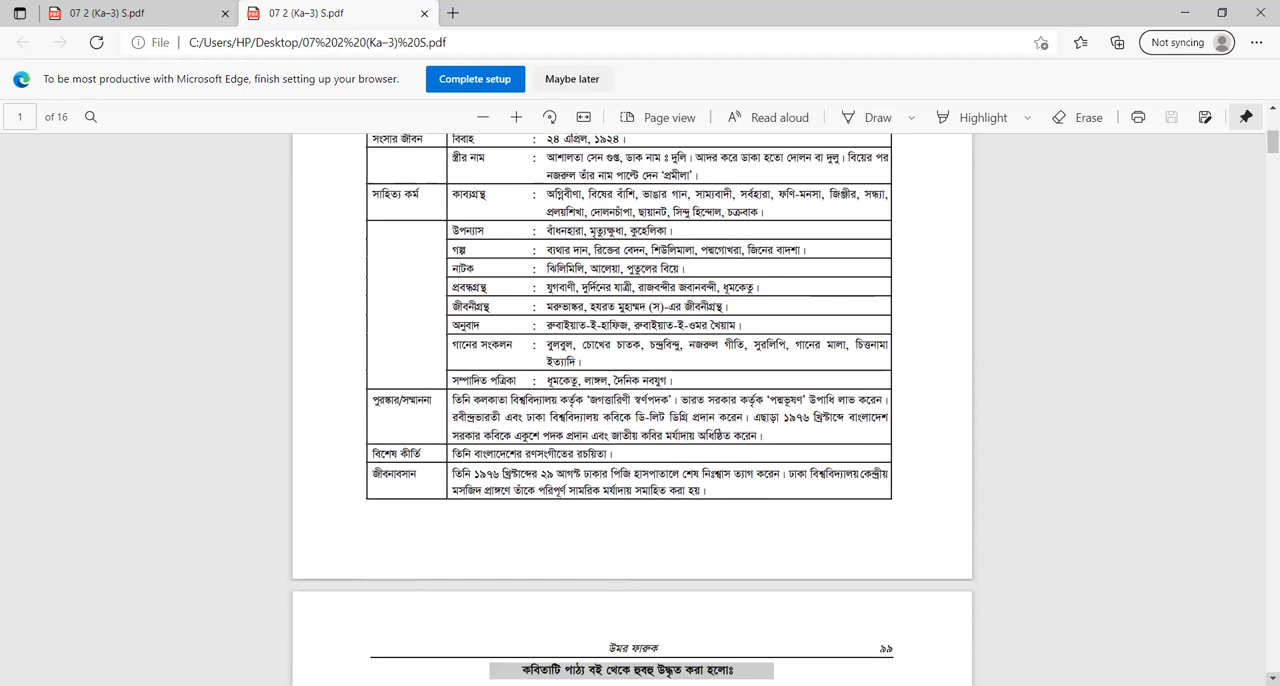 07 2 (Ka–3) S.pdf
07 2 (Ka–3) S.pdf
File C:/Users/HP/Desktop/07%202%20(Ka–3)%20S.pdf
Not syncing
To be most productive with Microsoft Edge, finish setting up your browser. Complete setup Maybe later
1 of 16 Page view Read aloud Draw Highlight Erase
সংসার জীবন বিবাহ : ২৪ এপ্রিল, ১৯২৪।
স্ত্রীর নাম : আশালতা সেন গুপ্ত, ডাক নাম ঃ দুলি। আদর করে ডাকা হতো দোলন বা দুলু। বিয়ের পর
নজরুল তাঁর নাম পাল্টে দেন ‘প্রমীলা’।
সাহিত্য কর্ম কাব্যগ্রন্থ : অগ্নিবীণা, বিষের বাঁশি, ভাঙার গান, সাম্যবাদী, সর্বহারা, ফণি-মনসা, জিঞ্জীর, সন্ধ্যা,
প্রলয়শিখা, দোলনচাঁপা, ছায়ানট, সিন্দু হিন্দোল, চক্রবাক।
উপন্যাস : বাঁধনহারা, মৃত্যুক্ষুধা, কুহেলিকা।
গল্প : ব্যথার দান, রিক্তের বেদন, শিউলিমালা, পদ্মগোখরা, জিনের বাদশা।
নাটক : ঝিলিমিলি, আলেয়া, পুতুলের বিয়ে।
প্রবন্ধগ্রন্থ : যুগবাণী, দুর্দিনের যাত্রী, রাজবন্দীর জবানবন্দী, ধূমকেতু।
জীবনীগ্রন্থ : মরুভাস্কর, হযরত মুহাম্মদ (স)-এর জীবনীগ্রন্থ।
অনুবাদ : রুবাইয়াত-ই-হাফিজ, রুবাইয়াত-ই-ওমর খৈয়াম।
গানের সংকলন : বুলবুল, চোখের চাতক, চন্দ্রবিন্দু, নজরুল গীতি, সুরলিপি, গানের মালা, চিত্তনামা
ইত্যাদি।
সম্পাদিত পত্রিকা : ধূমকেতু, লাঙ্গল, দৈনিক নবযুগ।
পুরস্কার/সম্মাননা তিনি কলকাতা বিশ্ববিদ্যালয় কর্তৃক ‘জগত্তারিণী স্বর্ণপদক’। ভারত সরকার কর্তৃক ‘পদ্মভূষণ’ উপাধি লাভ করেন।
রবীন্দ্রভারতী এবং ঢাকা বিশ্ববিদ্যালয় কবিকে ডি-লিট ডিগ্রি প্রদান করেন। এছাড়া ১৯৭৬ খ্রিস্টাব্দে বাংলাদেশ
সরকার কবিকে একুশে পদক প্রদান এবং জাতীয় কবির মর্যাদায় অধিষ্ঠিত করেন।
বিশেষ কীর্তি তিনি বাংলাদেশের রণসংগীতের রচয়িতা।
জীবনাবসান তিনি ১৯৭৬ খ্রিস্টাব্দের ২৯ আগস্ট ঢাকার পিজি হাসপাতালে শেষ নিঃশ্বাস ত্যাগ করেন। ঢাকা বিশ্ববিদ্যালয় কেন্দ্রীয়
মসজিদ প্রাঙ্গণে তাঁকে পরিপূর্ণ সামরিক মর্যাদায় সমাহিত করা হয়।
উমর ফারুক ৯৯
কবিতাটি পাঠ্য বই থেকে হুবহু উদ্ধৃত করা হলোঃ